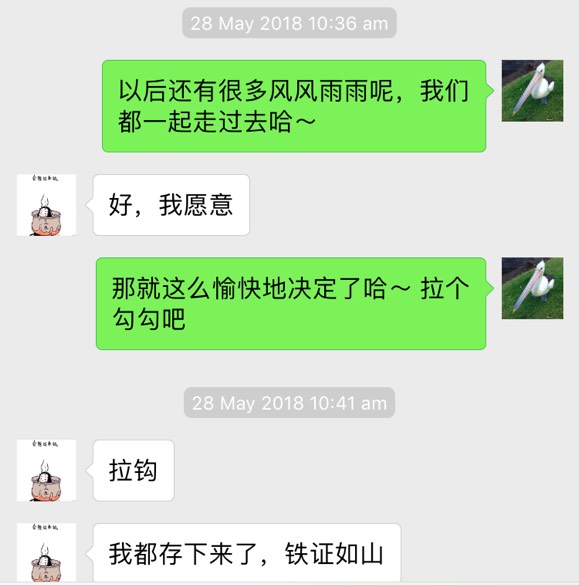 28 May 2018 10:36 am
以后还有很多风风雨雨呢，我们
都一起走过去哈～
好，我愿意
那就这么愉快地决定了哈～ 拉个
勾勾吧
28 May 2018 10:41 am
拉钩
我都存下来了，铁证如山